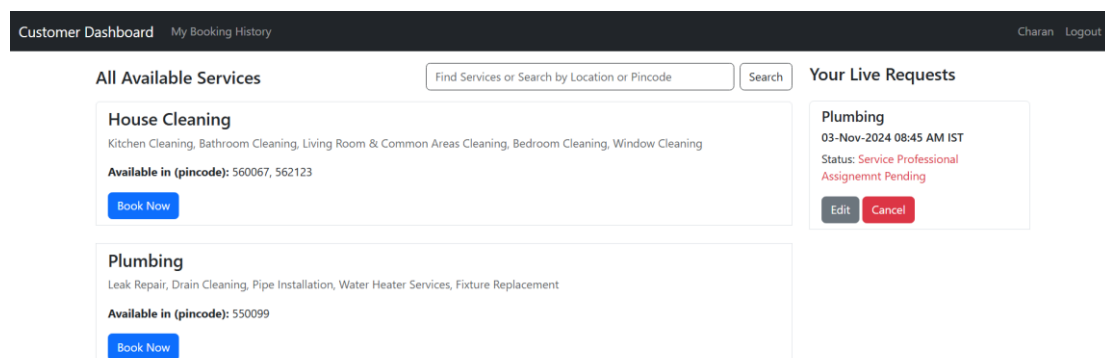 Customer Dashboard My Booking History Charan Logout
All Available Services
Find Services or Search by Location or Pincode Search
House Cleaning
Kitchen Cleaning, Bathroom Cleaning, Living Room & Common Areas Cleaning, Bedroom Cleaning, Window Cleaning
Available in (pincode): 560067, 562123
Book Now
Plumbing
Leak Repair, Drain Cleaning, Pipe Installation, Water Heater Services, Fixture Replacement
Available in (pincode): 550099
Book Now
Your Live Requests
Plumbing
03-Nov-2024 08:45 AM IST
Status: Service Professional
Assignemnt Pending
Edit Cancel